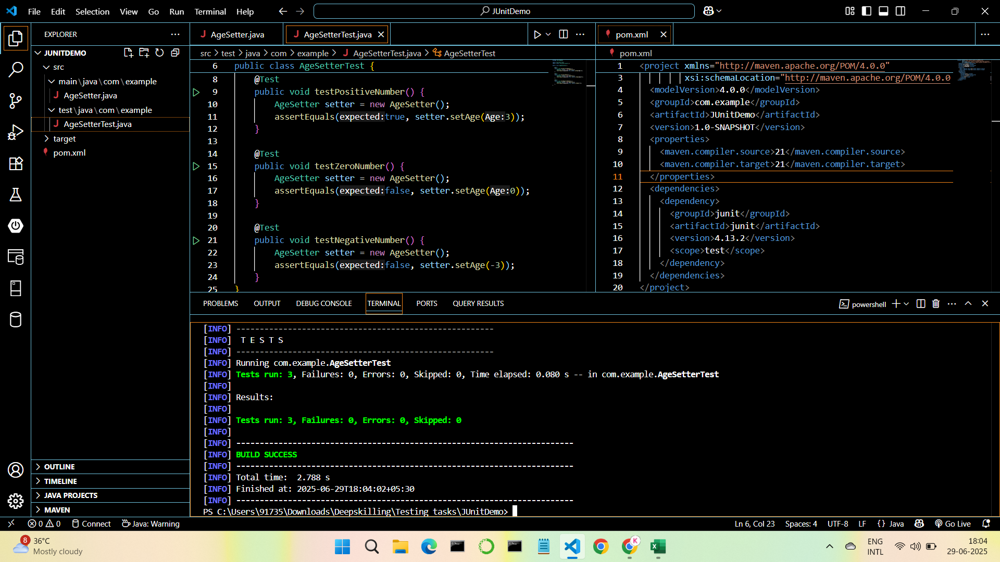 File Edit Selection View Go Run Terminal Help
JUnitDemo
EXPLORER
JUNITDEMO
src
main\java\com\example
AgeSetter.java
test\java\com\example
AgeSetterTest.java
target
pom.xml
OUTLINE
TIMELINE
JAVA PROJECTS
MAVEN
AgeSetter.java
AgeSetterTest.java
src > test > java > com > example > AgeSetterTest.java > AgeSetterTest
6 public class AgeSetterTest {
8 @Test
9 public void testPositiveNumber() {
10 AgeSetter setter = new AgeSetter();
11 assertEquals(expected:true, setter.setAge(Age:3));
12 }
13
14 @Test
15 public void testZeroNumber() {
16 AgeSetter setter = new AgeSetter();
17 assertEquals(expected:false, setter.setAge(Age:0));
18 }
19
20 @Test
21 public void testNegativeNumber() {
22 AgeSetter setter = new AgeSetter();
23 assertEquals(expected:false, setter.setAge(-3));
24 }
25 }
pom.xml
pom.xml
1 <project xmlns="http://maven.apache.org/POM/4.0.0"
3 xsi:schemaLocation="http://maven.apache.org/POM/4.0.0
4 <modelVersion>4.0.0</modelVersion>
5 <groupId>com.example</groupId>
6 <artifactId>JUnitDemo</artifactId>
7 <version>1.0-SNAPSHOT</version>
8 <properties>
9 <maven.compiler.source>21</maven.compiler.source>
10 <maven.compiler.target>21</maven.compiler.target>
11 </properties>
12 <dependencies>
13 <dependency>
14 <groupId>junit</groupId>
15 <artifactId>junit</artifactId>
16 <version>4.13.2</version>
17 <scope>test</scope>
18 </dependency>
19 </dependencies>
20 </project>
PROBLEMS OUTPUT DEBUG CONSOLE TERMINAL PORTS QUERY RESULTS
powershell
[INFO] -------------------------------------------------------
[INFO]  T E S T S
[INFO] -------------------------------------------------------
[INFO] Running com.example.AgeSetterTest
[INFO] Tests run: 3, Failures: 0, Errors: 0, Skipped: 0, Time elapsed: 0.080 s -- in com.example.AgeSetterTest
[INFO]
[INFO] Results:
[INFO]
[INFO] Tests run: 3, Failures: 0, Errors: 0, Skipped: 0
[INFO]
[INFO] ------------------------------------------------------------------------
[INFO] BUILD SUCCESS
[INFO] ------------------------------------------------------------------------
[INFO] Total time:  2.788 s
[INFO] Finished at: 2025-06-29T18:04:02+05:30
[INFO] ------------------------------------------------------------------------
PS C:\Users\91735\Downloads\Deepskilling\Testing tasks\JUnitDemo>
0 0 Connect Java: Warning
Ln 6, Col 23 Spaces: 4 UTF-8 LF {} Java Go Live
8
36°C
Mostly cloudy
K
ENG
INTL
18:04
29-06-2025